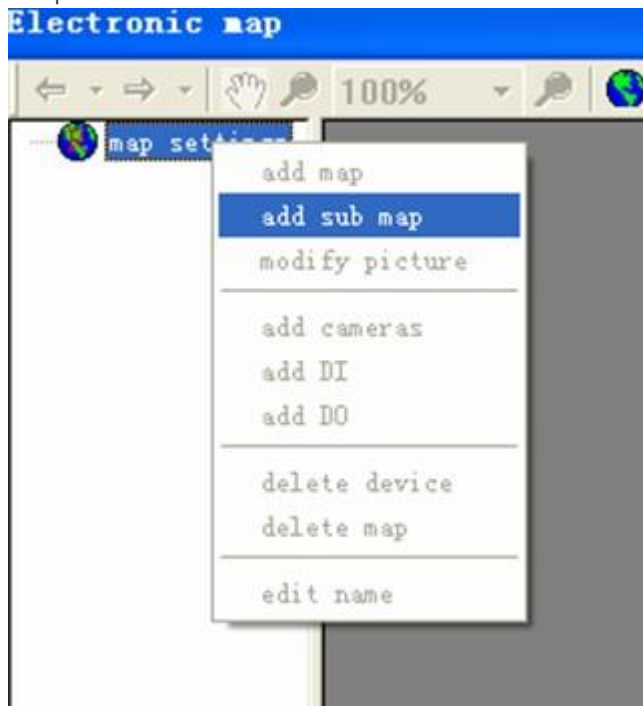 Electronic map
100%
map settings
add map
add sub map
modify picture
add cameras
add DI
add DO
delete device
delete map
edit name